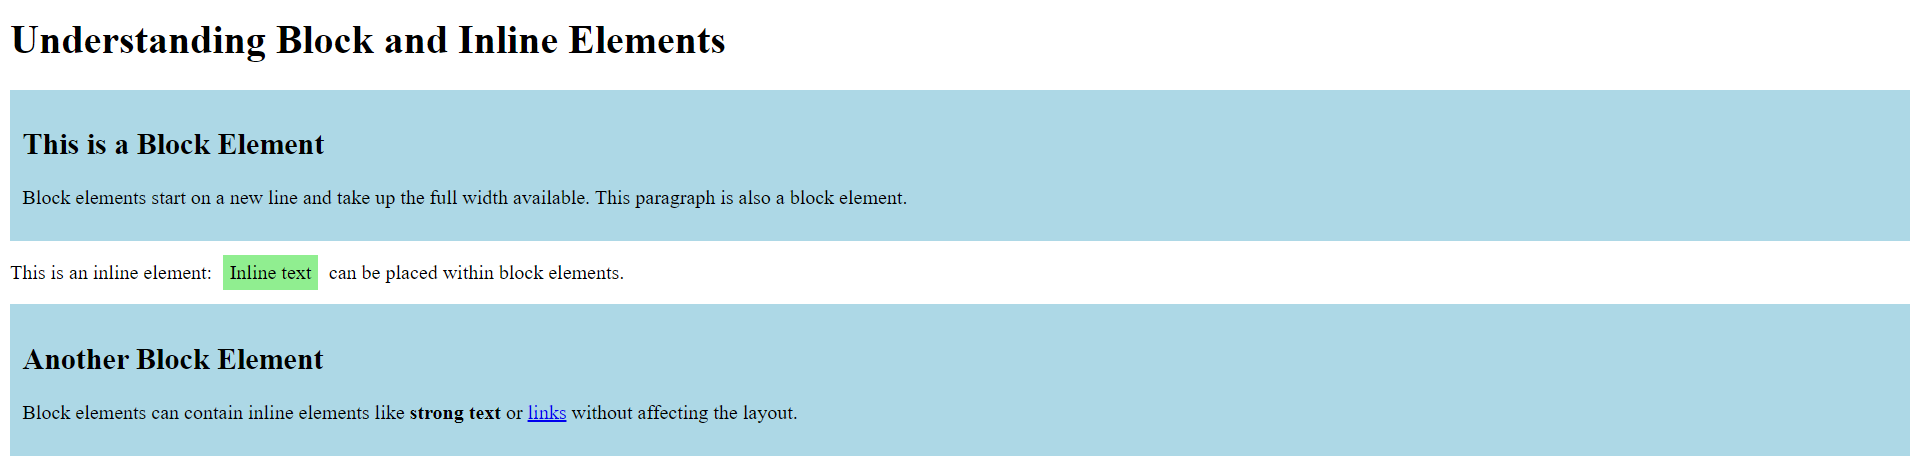 Understanding Block and Inline Elements
This is a Block Element
Block elements start on a new line and take up the full width available. This paragraph is also a block element.
This is an inline element: Inline text can be placed within block elements.
Another Block Element
Block elements can contain inline elements like strong text or links without affecting the layout.